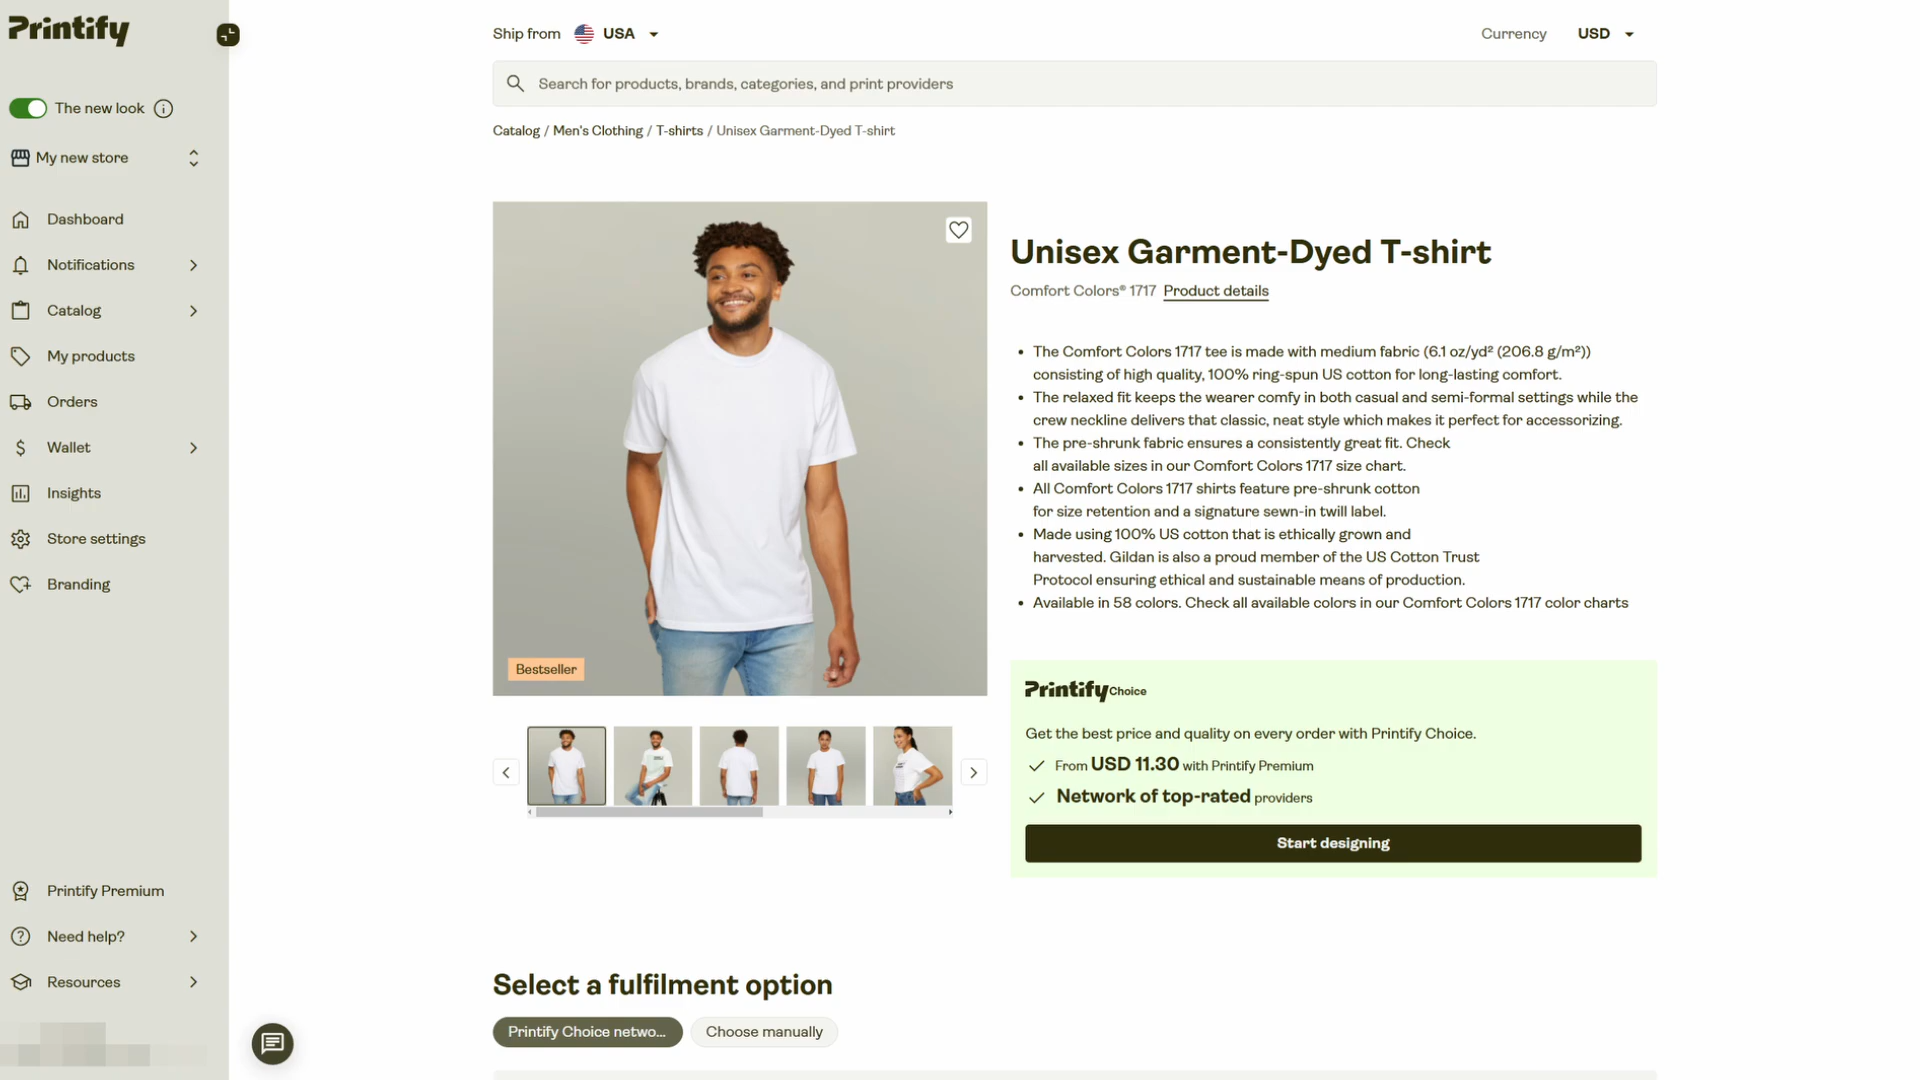 Printify
The new look
My new store
Dashboard
Notifications
Catalog
My products
Orders
Wallet
Insights
Store settings
Branding
Printify Premium
Need help?
Resources
Ship from USA
Currency USD
Search for products, brands, categories, and print providers
Catalog / Men's Clothing / T-shirts / Unisex Garment-Dyed T-shirt
Bestseller
Unisex Garment-Dyed T-shirt
Comfort Colors® 1717 Product details
• The Comfort Colors 1717 tee is made with medium fabric (6.1 oz/yd² (206.8 g/m²))
consisting of high quality, 100% ring-spun US cotton for long-lasting comfort.
• The relaxed fit keeps the wearer comfy in both casual and semi-formal settings while the
crew neckline delivers that classic, neat style which makes it perfect for accessorizing.
• The pre-shrunk fabric ensures a consistently great fit. Check
all available sizes in our Comfort Colors 1717 size chart.
• All Comfort Colors 1717 shirts feature pre-shrunk cotton
for size retention and a signature sewn-in twill label.
• Made using 100% US cotton that is ethically grown and
harvested. Gildan is also a proud member of the US Cotton Trust
Protocol ensuring ethical and sustainable means of production.
• Available in 58 colors. Check all available colors in our Comfort Colors 1717 color charts
Printify Choice
Get the best price and quality on every order with Printify Choice.
From USD 11.30 with Printify Premium
Network of top-rated providers
Start designing
Select a fulfilment option
Printify Choice netwo...
Choose manually